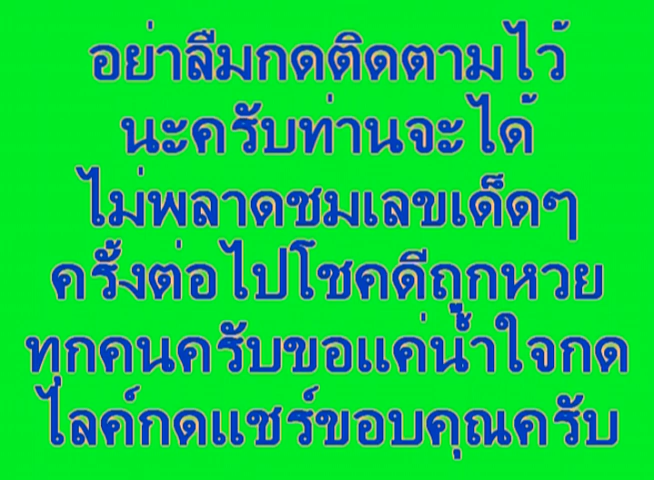 อย่าลืมกดติดตามไว้
นะครับท่านจะได้
ไม่พลาดชมเลขเด็ดๆ
ครั้งต่อไปโชคดีถูกหวย
ทุกคนครับขอแค่น้ำใจกด
ไลค์กดแชร์ขอบคุณครับ